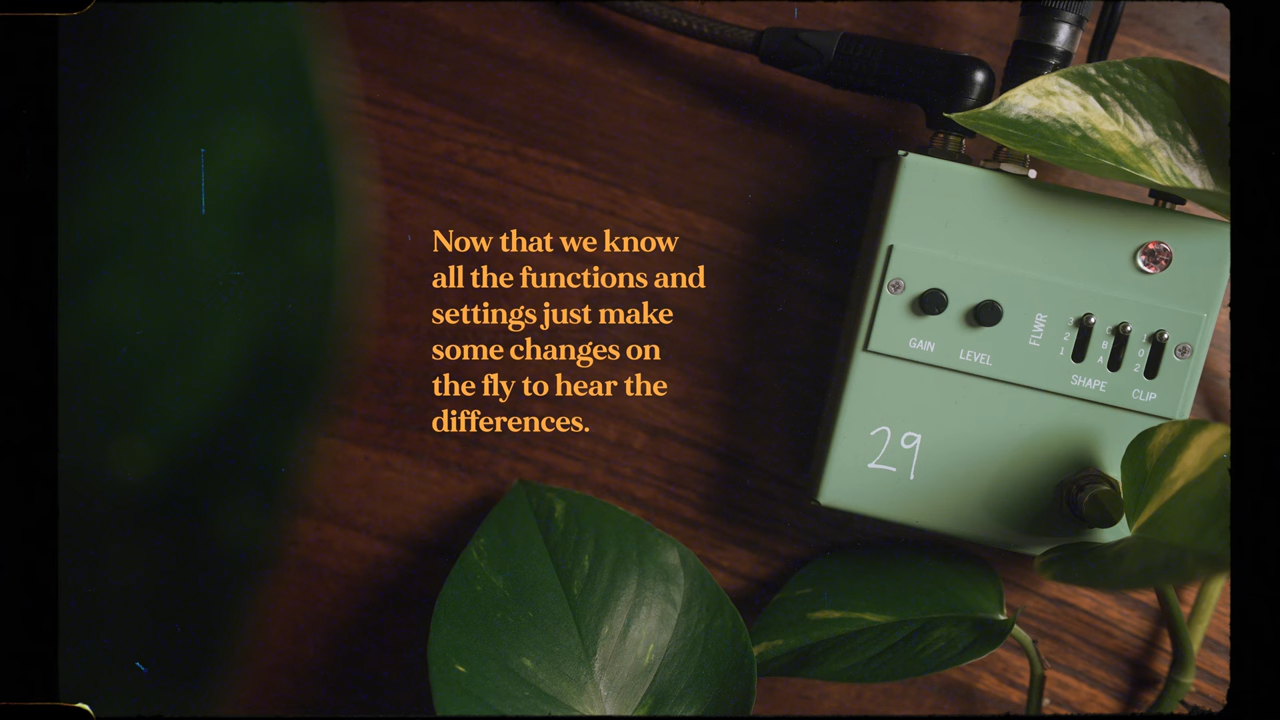 Now that we know
all the functions and
settings just make
some changes on
the fly to hear the
differences.
GAIN
LEVEL
FLWR
3
2
1
B
A
SHAPE
1
0
2
CLIP
29